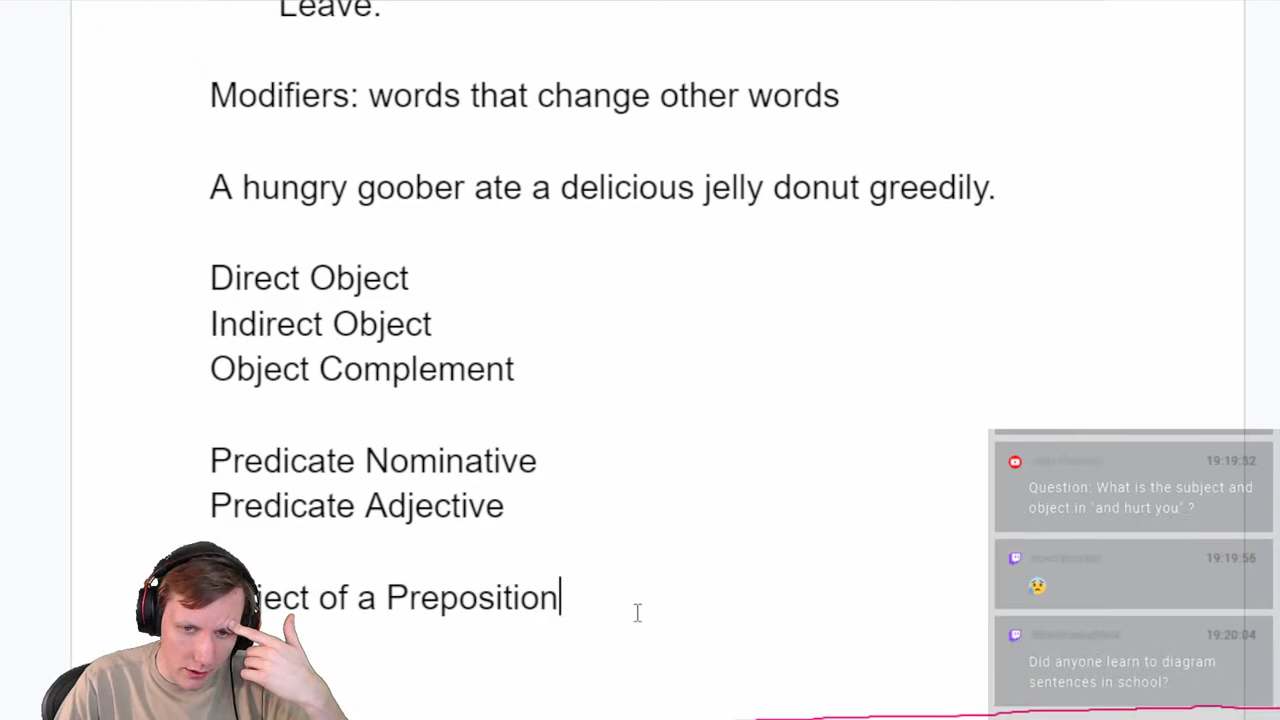 Leave.
Modifiers: words that change other words
A hungry goober ate a delicious jelly donut greedily.
Direct Object
Indirect Object
Object Complement
Predicate Nominative
Predicate Adjective
ject of a Preposition
19:19:32
Question: What is the subject and
object in "and hurt you." ?
19:19:56
19:20:04
Did anyone learn to diagram
sentences in school?